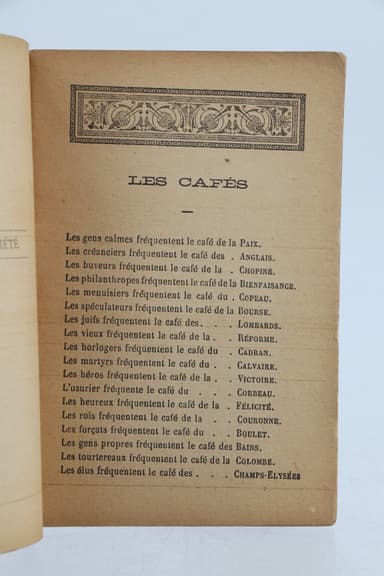 IÉTÉ
LES CAFÉS
Les gens calmes fréquentent le café de la PAIX.
Les créanciers fréquentent le café des . ANGLAIS.
Les buveurs fréquentent le café de la . CHOPINE.
Les philanthropes fréquentent le café de la BIENFAISANCE.
Les menuisiers fréquentent le café du . COPEAU.
Les spéculateurs fréquentent le café de la BOURSE.
Les juifs fréquentent le café des. . . LOMBARDS.
Les vieux fréquentent le café de la . . RÉFORME.
Les horlogers fréquentent le café du . CADRAN.
Les martyrs fréquentent le café du . . CALVAIRE.
Les héros fréquentent le café de la . . VICTOIRE.
L'usurier fréquente le café du . . . CORBEAU.
Les heureux fréquentent le café de la . FÉLICITÉ.
Les rois fréquentent le café de la . . COURONNE.
Les forçats fréquentent le café du . . BOULET.
Les gens propres fréquentent le café des BAINS.
Les tourtereaux fréquentent le café de la COLOMBE.
Les élus fréquentent le café des . . . CHAMPS-ELYSÉES